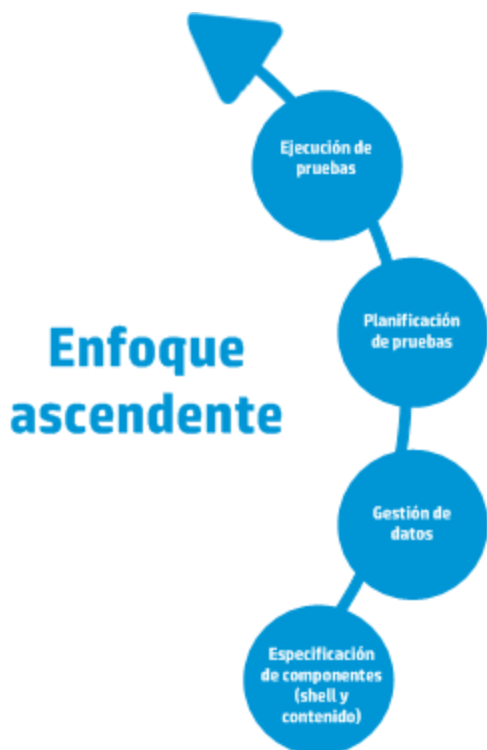 Ejecución de
pruebas
Planificación
de pruebas
Enfoque
ascendente
Gestión de
datos
Especificación
de componentes
(shell y
contenido)